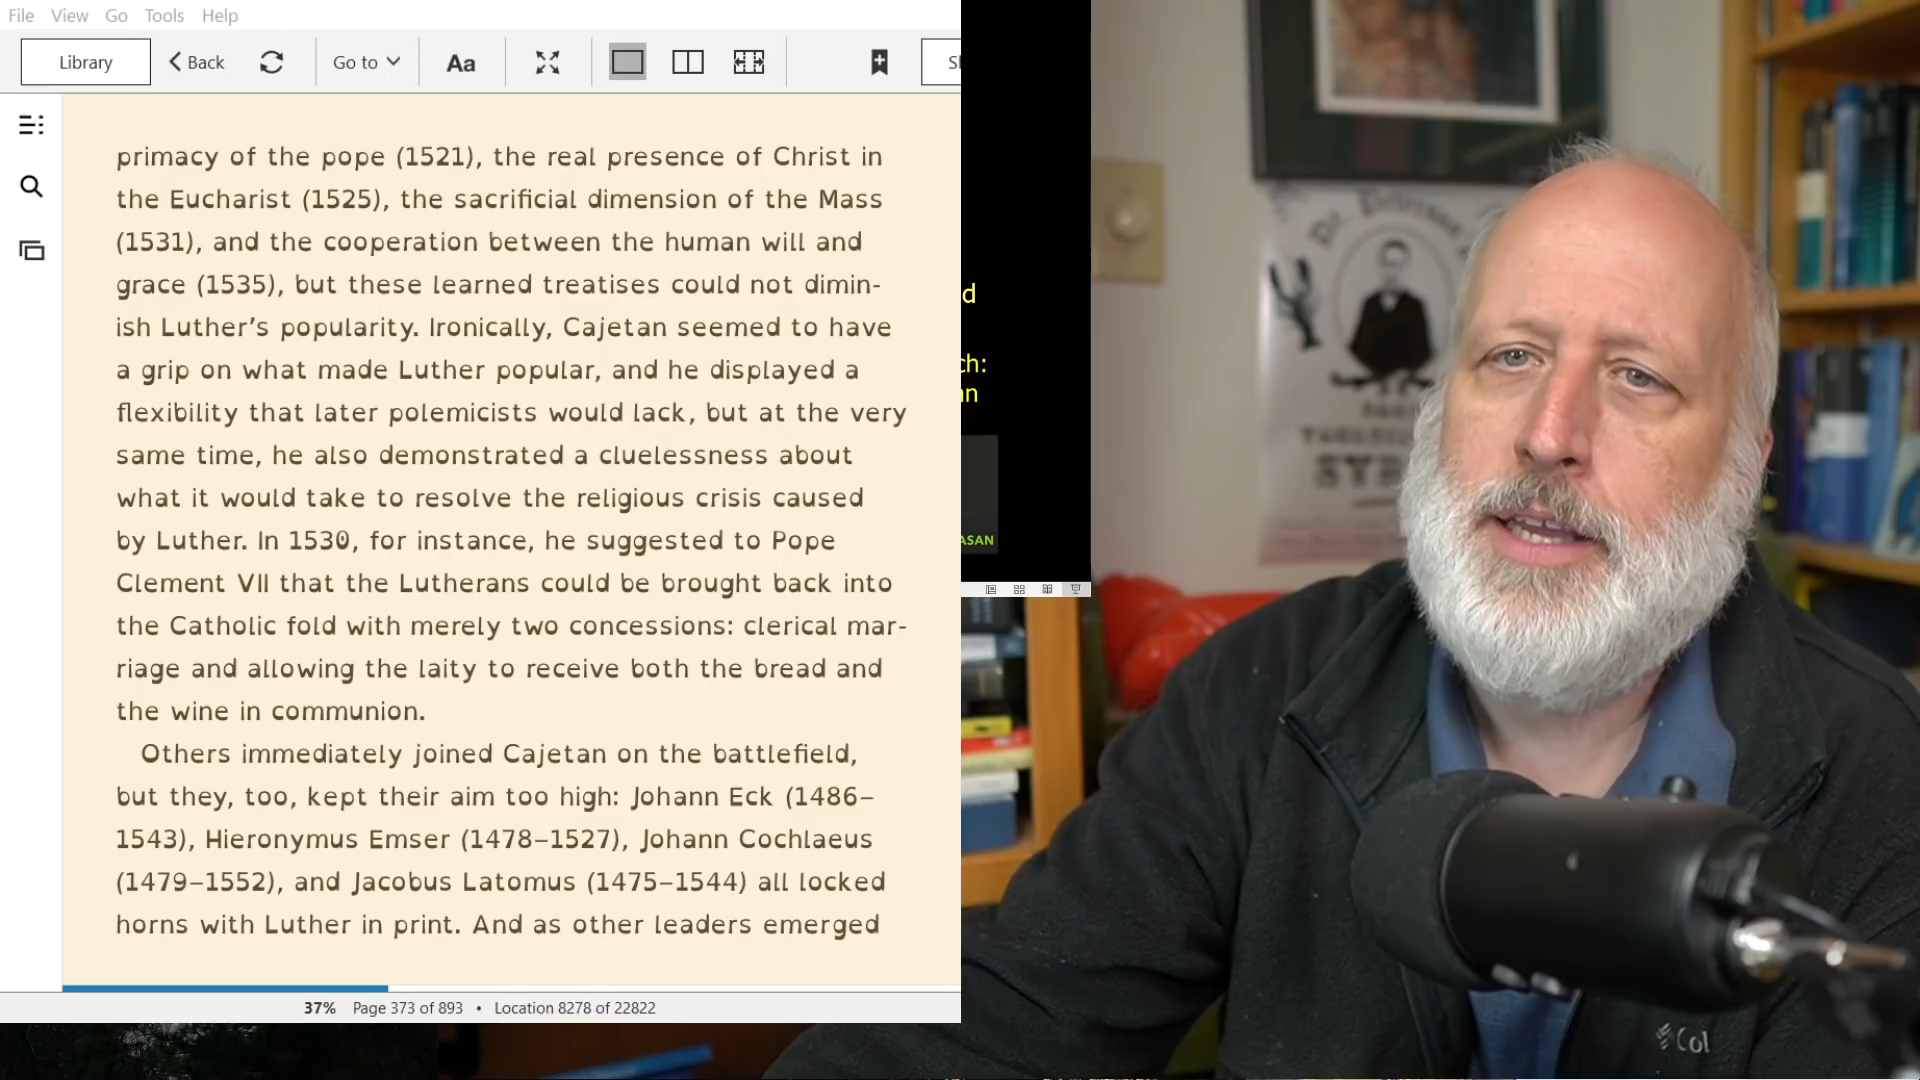 File View Go Tools Help
Library Back Go to Aa
primacy of the pope (1521), the real presence of Christ in
the Eucharist (1525), the sacrificial dimension of the Mass
(1531), and the cooperation between the human will and
grace (1535), but these learned treatises could not dimin-
ish Luther's popularity. Ironically, Cajetan seemed to have
a grip on what made Luther popular, and he displayed a
flexibility that later polemicists would lack, but at the very
same time, he also demonstrated a cluelessness about
what it would take to resolve the religious crisis caused
by Luther. In 1530, for instance, he suggested to Pope
Clement VII that the Lutherans could be brought back into
the Catholic fold with merely two concessions: clerical mar-
riage and allowing the laity to receive both the bread and
the wine in communion.
Others immediately joined Cajetan on the battlefield,
but they, too, kept their aim too high: Johann Eck (1486–
1543), Hieronymus Emser (1478–1527), Johann Cochlaeus
(1479–1552), and Jacobus Latomus (1475–1544) all locked
horns with Luther in print. And as other leaders emerged
37% Page 373 of 893 • Location 8278 of 22822
d
ch:
an
ASAN
Dr. Peterson
Col